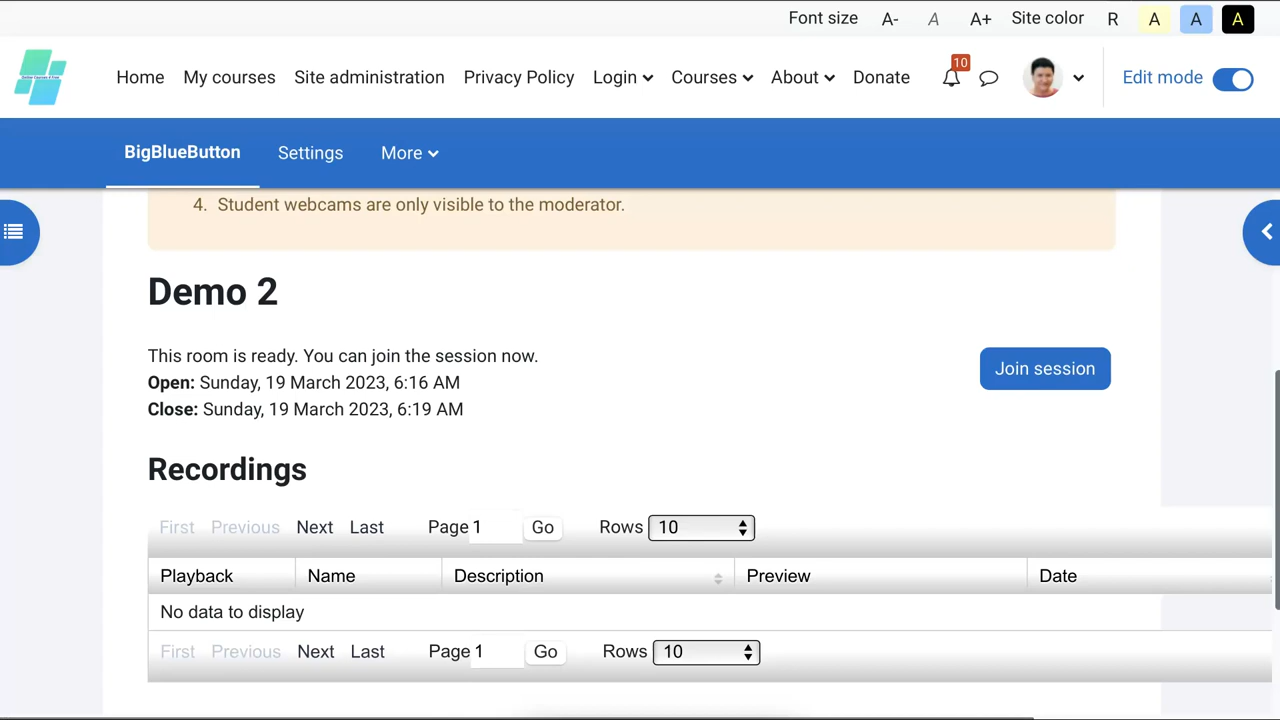 Font size A- A A+ Site color R A A A
Home My courses Site administration Privacy Policy Login Courses About Donate 10 Edit mode
BigBlueButton Settings More
4. Student webcams are only visible to the moderator.
Demo 2
This room is ready. You can join the session now.
Join session
Open: Sunday, 19 March 2023, 6:16 AM
Close: Sunday, 19 March 2023, 6:19 AM
Recordings
First Previous Next Last Page 1 Go Rows 10
Playback Name Description Preview Date
No data to display
First Previous Next Last Page 1 Go Rows 10